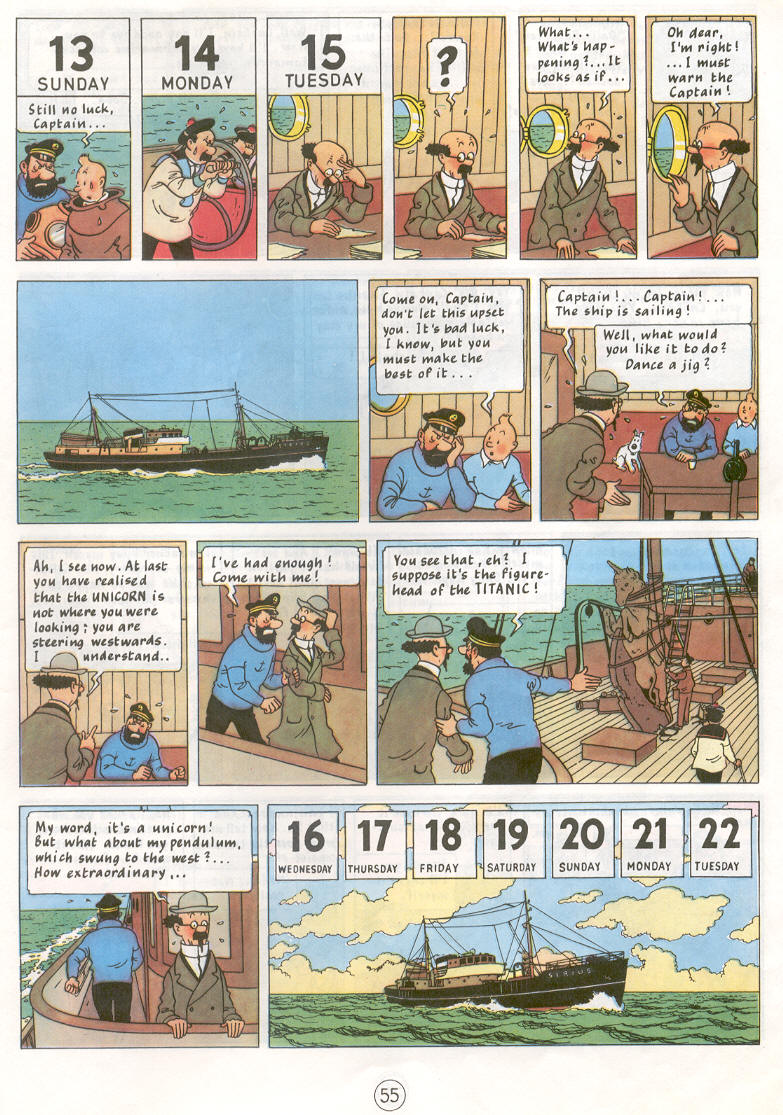 13
SUNDAY
Still no luck,
Captain...
14
MONDAY
15
TUESDAY
?
What...
What's hap-
pening?...It
looks as if...
Oh dear,
I'm right!
...I must
warn the
Captain!
Come on, Captain,
don't let this upset
you. It's bad luck,
I know, but you
must make the
best of it...
Captain!...Captain!...
The ship is sailing!
Well, what would
you like it to do?
Dance a jig?
Ah, I see now. At last
you have realised
that the UNICORN is
not where you were
looking; you are
steering westwards.
I understand..
I've had enough!
Come with me!
You see that, eh? I
suppose it's the figure-
head of the TITANIC!
My word, it's a unicorn!
But what about my pendulum,
which swung to the west?...
How extraordinary...
16
WEDNESDAY
17
THURSDAY
18
FRIDAY
19
SATURDAY
20
SUNDAY
21
MONDAY
22
TUESDAY
SIRIUS
55